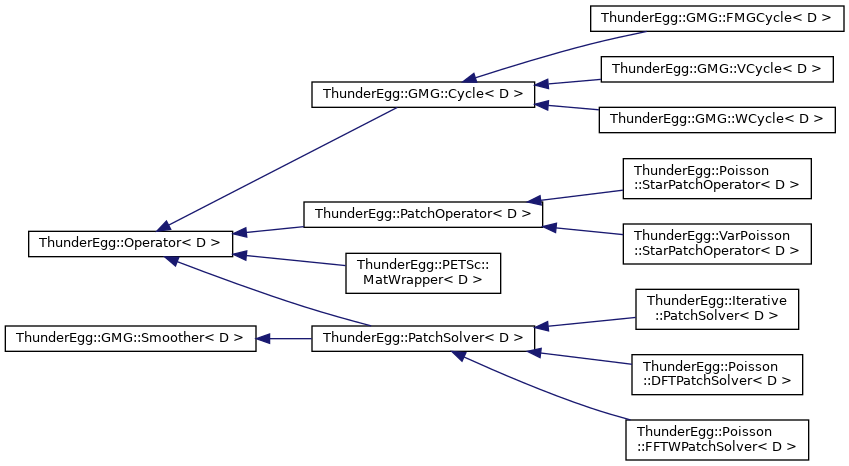 ThunderEgg::GMG::FMGCycle< D >
ThunderEgg::GMG::VCycle< D >
ThunderEgg::GMG::Cycle< D >
ThunderEgg::GMG::WCycle< D >
ThunderEgg::Poisson
::StarPatchOperator< D >
ThunderEgg::PatchOperator< D >
ThunderEgg::VarPoisson
::StarPatchOperator< D >
ThunderEgg::Operator< D >
ThunderEgg::PETSc::
MatWrapper< D >
ThunderEgg::Iterative
::PatchSolver< D >
ThunderEgg::GMG::Smoother< D >
ThunderEgg::PatchSolver< D >
ThunderEgg::Poisson
::DFTPatchSolver< D >
ThunderEgg::Poisson
::FFTWPatchSolver< D >